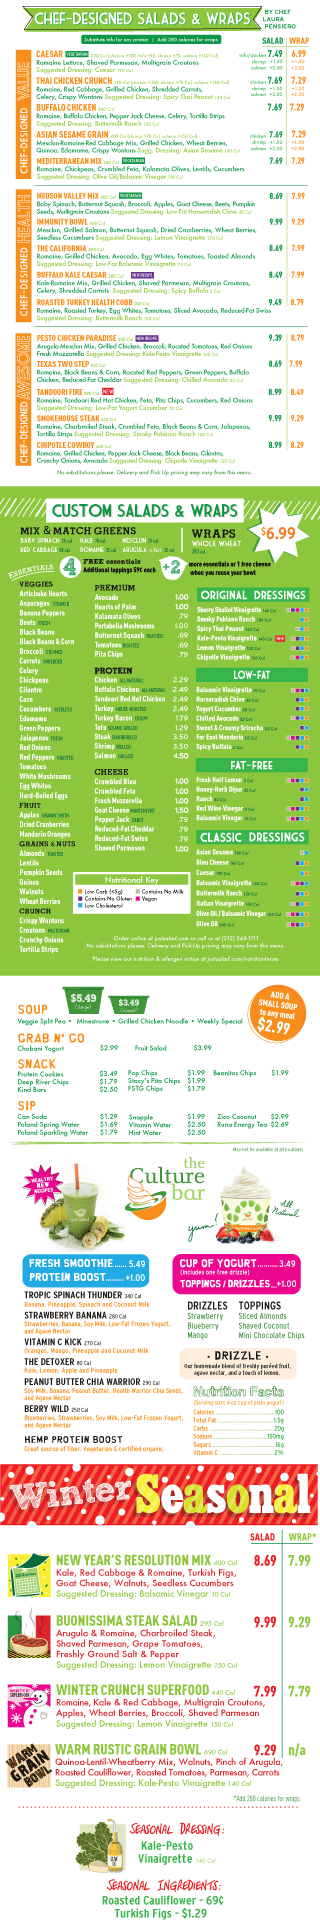 CHEF-DESIGNED SALADS & WRAPS
BY CHEF
LAURA
PENSIERO
Substitute tofu for any protein | Add 280 calories for wraps
SALAD WRAP
CHEF-DESIGNED VALUE
CAESAR
7.49 6.99
Romaine Lettuce, Shaved Parmesan, Multigrain Croutons
Suggested Dressing: Caesar
THAI CHICKEN CRUNCH
7.69 7.29
Romaine, Red Cabbage, Grilled Chicken, Shredded Carrots,
Celery, Crispy Wontons Suggested Dressing: Spicy Thai Peanut
BUFFALO CHICKEN
7.69 7.29
Romaine, Buffalo Chicken, Pepper Jack Cheese, Celery, Tortilla Strips
Suggested Dressing: Buttermilk Ranch
ASIAN SESAME GRAIN
7.69 7.29
Mesclun-Romaine-Red Cabbage Mix, Grilled Chicken, Wheat Berries,
Quinoa, Edamame, Crispy Wontons Sugg. Dressing: Asian Sesame
MEDITERRANEAN MIX VEGETARIAN
7.69 7.29
Romaine, Chickpeas, Crumbled Feta, Kalamata Olives, Lentils, Cucumbers
Suggested Dressing: Olive Oil/Balsamic Vinegar
CHEF-DESIGNED HEALTH
HUDSON VALLEY MIX VEGETARIAN
8.69 7.99
Baby Spinach, Butternut Squash, Broccoli, Apples, Goat Cheese, Beets, Pumpkin
Seeds, Multigrain Croutons Suggested Dressing: Low-Fat Horseradish Chive
IMMUNITY BOWL
9.99 9.29
Mesclun, Grilled Salmon, Butternut Squash, Dried Cranberries, Wheat Berries,
Seedless Cucumbers Suggested Dressing: Lemon Vinaigrette
THE CALIFORNIA
8.69 7.99
Romaine, Grilled Chicken, Avocado, Egg Whites, Tomatoes, Toasted Almonds
Suggested Dressing: Low-Fat Balsamic Vinaigrette
BUFFALO KALE CAESAR NEW RECIPE
8.49 7.99
Kale-Romaine Mix, Grilled Chicken, Shaved Parmesan, Multigrain Croutons,
Celery, Shredded Carrots Suggested Dressing: Spicy Buffalo
ROASTED TURKEY HEALTH COBB
9.49 8.79
Romaine, Roasted Turkey, Egg Whites, Tomatoes, Sliced Avocado, Reduced-Fat Swiss
Suggested Dressing: Buttermilk Ranch
CHEF-DESIGNED AWESOME
PESTO CHICKEN PARADISE NEW RECIPE
9.39 8.79
Arugula-Mesclun Mix, Grilled Chicken, Broccoli, Roasted Tomatoes, Red Onions
Fresh Mozzarella Suggested Dressing: Kale-Pesto Vinaigrette
TEXAS TWO STEP
8.69 7.99
Romaine, Black Beans & Corn, Roasted Red Peppers, Green Peppers, Buffalo
Chicken, Reduced-Fat Cheddar Suggested Dressing: Chilled Avocado
TANDOORI FIRE NEW
8.99 8.49
Romaine, Tandoori Red Hot Chicken, Feta, Pita Chips, Cucumbers, Red Onions
Suggested Dressing: Low-Fat Yogurt Cucumber
SMOKEHOUSE STEAK
9.99 9.29
Romaine, Charbroiled Steak, Crumbled Feta, Black Beans & Corn, Jalapenos,
Tortilla Strips Suggested Dressing: Smoky Poblano Ranch
CHIPOTLE COWBOY
8.99 8.29
Romaine, Grilled Chicken, Pepper Jack Cheese, Black Beans, Cilantro,
Crunchy Onions, Avocado Suggested Dressing: Chipotle Vinaigrette
No substitutions please. Delivery and Pick Up pricing may vary from this menu
CUSTOM SALADS & WRAPS
MIX & MATCH GREENS
BABY SPINACH KALE MESCLUN
RED CABBAGE ROMAINE ARUGULA
WRAPS
WHOLE WHEAT
$6.99
ESSENTIALS
4 FREE essentials
Additional toppings 59¢ each
+2 more essentials or 1 free cheese
when you reuse your bowl
VEGGIES
Artichoke Hearts
Asparagus STEAMED
Banana Peppers
Beets FRESH
Black Beans
Black Beans & Corn
Broccoli STEAMED
Carrots SHREDDED
Celery
Chickpeas
Cilantro
Corn
Cucumbers SEEDLESS
Edamame
Green Peppers
Jalapenos FRESH
Red Onions
Red Peppers ROASTED
Tomatoes
White Mushrooms
Egg Whites
Hard-Boiled Eggs
FRUIT
Apples GRANNY SMITH
Dried Cranberries
Mandarin Oranges
GRAINS & NUTS
Almonds TOASTED
Lentils
Pumpkin Seeds
Quinoa
Walnuts
Wheat Berries
CRUNCH
Crispy Wontons
Croutons MULTIGRAIN
Crunchy Onions
Tortilla Strips
PREMIUM
Avocado 1.00
Hearts of Palm 1.00
Kalamata Olives .79
Portabella Mushrooms 1.00
Butternut Squash ROASTED .69
Tomatoes ROASTED .69
Pita Chips .79
PROTEIN
Chicken ALL-NATURAL 2.29
Buffalo Chicken ALL-NATURAL 2.49
Tandoori Red Hot Chicken 2.49
Turkey HOUSE-ROASTED 2.49
Turkey Bacon CRISPY 1.79
Tofu SESAME GRILLED 1.29
Steak CHARBROILED 3.50
Shrimp GRILLED 3.50
Salmon GRILLED 4.50
CHEESE
Crumbled Bleu 1.00
Crumbled Feta 1.00
Fresh Mozzarella 1.00
Goat Cheese 1.50
Pepper Jack .79
Reduced-Fat Cheddar .79
Reduced-Fat Swiss .79
Shaved Parmesan 1.00
Nutritional Key
Low Carb (<5g) Contains No Milk
Contains No Gluten Vegan
Low Cholesterol
ORIGINAL DRESSINGS
Sherry Shallot Vinaigrette
Smoky Poblano Ranch
Spicy Thai Peanut
Kale-Pesto Vinaigrette NEW
Lemon Vinaigrette
Chipotle Vinaigrette
LOW-FAT
Balsamic Vinaigrette
Horseradish Chive
Yogurt Cucumber
Chilled Avocado
Sweet & Creamy Sriracha
Far East Mandarin
Spicy Buffalo
FAT-FREE
Fresh Half Lemon
Honey-Herb Dijon
Ranch
Red Wine Vinegar
Balsamic Vinegar
CLASSIC DRESSINGS
Asian Sesame
Bleu Cheese
Caesar
Balsamic Vinaigrette
Buttermilk Ranch
Italian Vinaigrette
Olive Oil / Balsamic Vinegar
Olive Oil
Order online at justsalad.com or call us at (212) 244-1111
No substitutions please. Delivery and Pick-Up pricing may vary from this menu.
Please view our nutrition & allergen notice at justsalad.com/nutritionterms
SOUP
$5.49
$3.49
ADD A
SMALL SOUP
to any meal
$2.99
Veggie Split Pea • Minestrone • Grilled Chicken Noodle • Weekly Special
GRAB N' GO
Chobani Yogurt $2.99 Fruit Salad $3.99
SNACK
Protein Cookies $3.49 Pop Chips $1.99 Beanitos Chips $1.99
Deep River Chips $1.79 Stacy's Pita Chips $1.99
Kind Bars $2.50 FSTG Chips $1.79
SIP
Can Soda $1.29 Snapple $1.99 Zico Coconut $2.99
Poland Spring Water $1.69 Vitamin Water $2.50 Runa Energy Tea $2.69
Poland Sparkling Water $1.79 Hint Water $2.50
May not be available at all locations.
HEALTHY
NEW
RECIPES
the
Culture
bar
yum!
All
Natural
FRESH SMOOTHIE...... 5.49
PROTEIN BOOST.........+1.00
TROPIC SPINACH THUNDER 340 Cal
Banana, Pineapple, Spinach and Coconut Milk
STRAWBERRY BANANA 280 Cal
Strawberries, Banana, Soy Milk, Low-Fat Frozen Yogurt,
and Agave Nectar
VITAMIN C KICK 270 Cal
Oranges, Mango, Pineapple and Coconut Milk
THE DETOXER 80 Cal
Kale, Lemon, Apple and Pineapple
PEANUT BUTTER CHIA WARRIOR 290 Cal
Soy Milk, Banana, Peanut Butter, Health Warrior Chia Seeds,
and Agave Nectar
BERRY WILD 250 Cal
Blueberries, Strawberries, Soy Milk, Low-Fat Frozen Yogurt,
and Agave Nectar
HEMP PROTEIN BOOST
Great source of fiber. Vegetarian & certified organic.
CUP OF YOGURT.........3.49
(Includes one free drizzle)
TOPPINGS / DRIZZLES...+1.00
DRIZZLES TOPPINGS
Strawberry Sliced Almonds
Blueberry Shaved Coconut
Mango Mini Chocolate Chips
• DRIZZLE •
Our homemade blend of freshly puréed fruit,
agave nectar, and a touch of lemon.
Nutrition Facts
(Serving size: 4 oz cup of plain yogurt)
Calories 100
Total Fat 1.5g
Carbs 20g
Sodium 150mg
Sugars 16g
Vitamin C 2%
Winter Seasonal
SALAD WRAP*
NEW YEAR'S RESOLUTION MIX 400 Cal 8.69 7.99
Kale, Red Cabbage & Romaine, Turkish Figs,
Goat Cheese, Walnuts, Seedless Cucumbers
Suggested Dressing: Balsamic Vinegar 10 Cal
BUONISSIMA STEAK SALAD 295 Cal 9.99 9.29
Arugula & Romaine, Charbroiled Steak,
Shaved Parmesan, Grape Tomatoes,
Freshly Ground Salt & Pepper
Suggested Dressing: Lemon Vinaigrette 150 Cal
WINTER
SUPERFOOD
WINTER CRUNCH SUPERFOOD 440 Cal 7.99 7.79
Romaine, Kale & Red Cabbage, Multigrain Croutons,
Apples, Wheat Berries, Broccoli, Shaved Parmesan
Suggested Dressing: Lemon Vinaigrette 150 Cal
WARM
GRAIN
BOWL
WARM RUSTIC GRAIN BOWL 690 Cal 9.29 n/a
Quinoa-Lentil-Wheatberry Mix, Walnuts, Pinch of Arugula,
Roasted Cauliflower, Roasted Tomatoes, Parmesan, Carrots
Suggested Dressing: Kale-Pesto Vinaigrette 140 Cal
*Add 280 calories for wraps.
SEASONAL DRESSING:
Kale-Pesto
Vinaigrette 140 Cal
SEASONAL INGREDIENTS:
Roasted Cauliflower - 69¢
Turkish Figs - $1.29